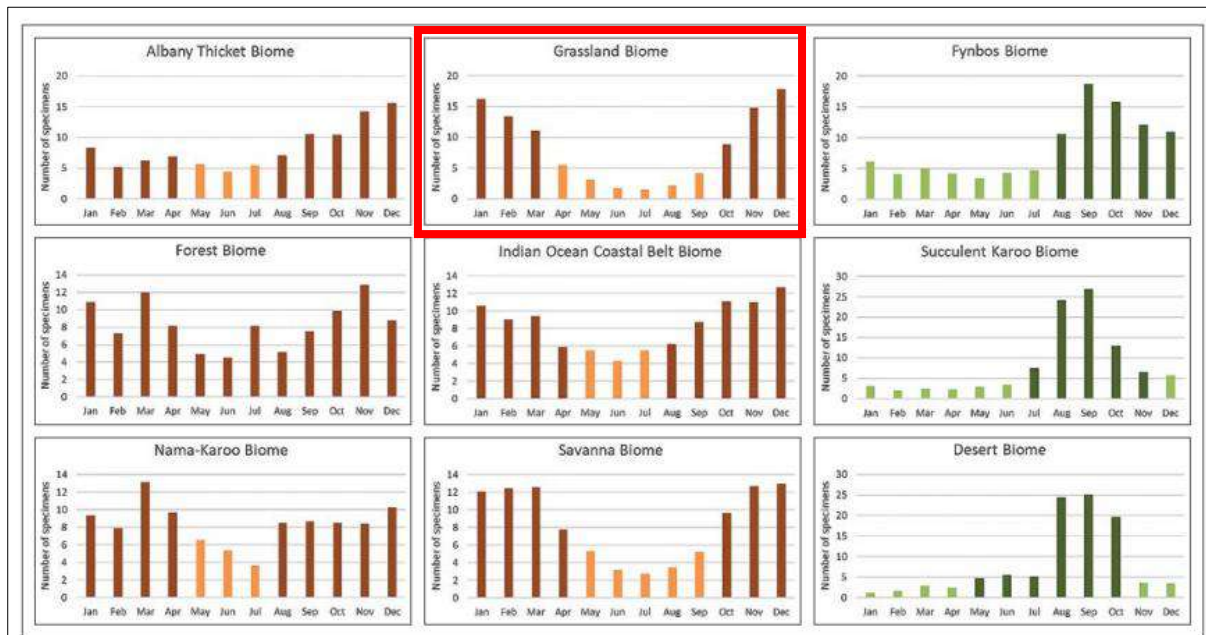 Albany Thicket Biome
Number of specimens
20
15
10
5
0
Jan Feb Mar Apr May Jun Jul Aug Sep Oct Nov Dec
Grassland Biome
Number of specimens
20
15
10
5
0
Jan Feb Mar Apr May Jun Jul Aug Sep Oct Nov Dec
Fynbos Biome
Number of specimens
20
15
10
5
0
Jan Feb Mar Apr May Jun Jul Aug Sep Oct Nov Dec
Forest Biome
Number of specimens
14
12
10
8
6
4
2
0
Jan Feb Mar Apr May Jun Jul Aug Sep Oct Nov Dec
Indian Ocean Coastal Belt Biome
Number of specimens
14
12
10
8
6
4
2
0
Jan Feb Mar Apr May Jun Jul Aug Sep Oct Nov Dec
Succulent Karoo Biome
Number of specimens
30
25
20
15
10
5
0
Jan Feb Mar Apr May Jun Jul Aug Sep Oct Nov Dec
Nama-Karoo Biome
Number of specimens
14
12
10
8
6
4
2
0
Jan Feb Mar Apr May Jun Jul Aug Sep Oct Nov Dec
Savanna Biome
Number of specimens
14
12
10
8
6
4
2
0
Jan Feb Mar Apr May Jun Jul Aug Sep Oct Nov Dec
Desert Biome
Number of specimens
30
25
20
15
10
5
0
Jan Feb Mar Apr May Jun Jul Aug Sep Oct Nov Dec